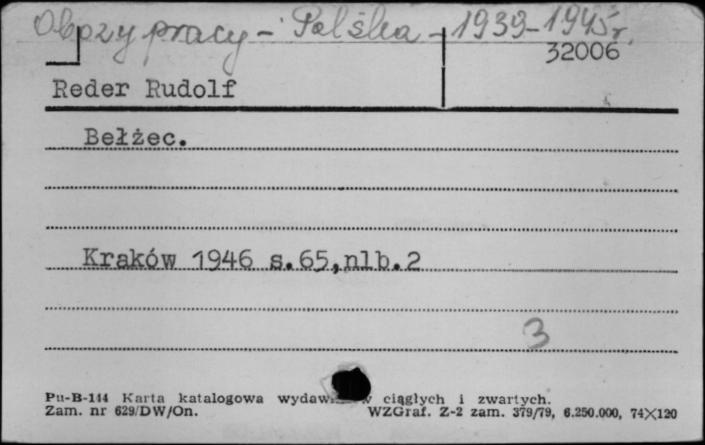 Obozy pracy - Polska - 1939-1945 r.
32006
Reder Rudolf
Bełżec.
Kraków 1946 s.65,nlb.2
3
Pu-B-144 Karta katalogowa ciągłych i zwartych.
Zam. nr 629/DW/On. WZGraf. Z-2 zam. 379/79, 6.250.000, 74X120